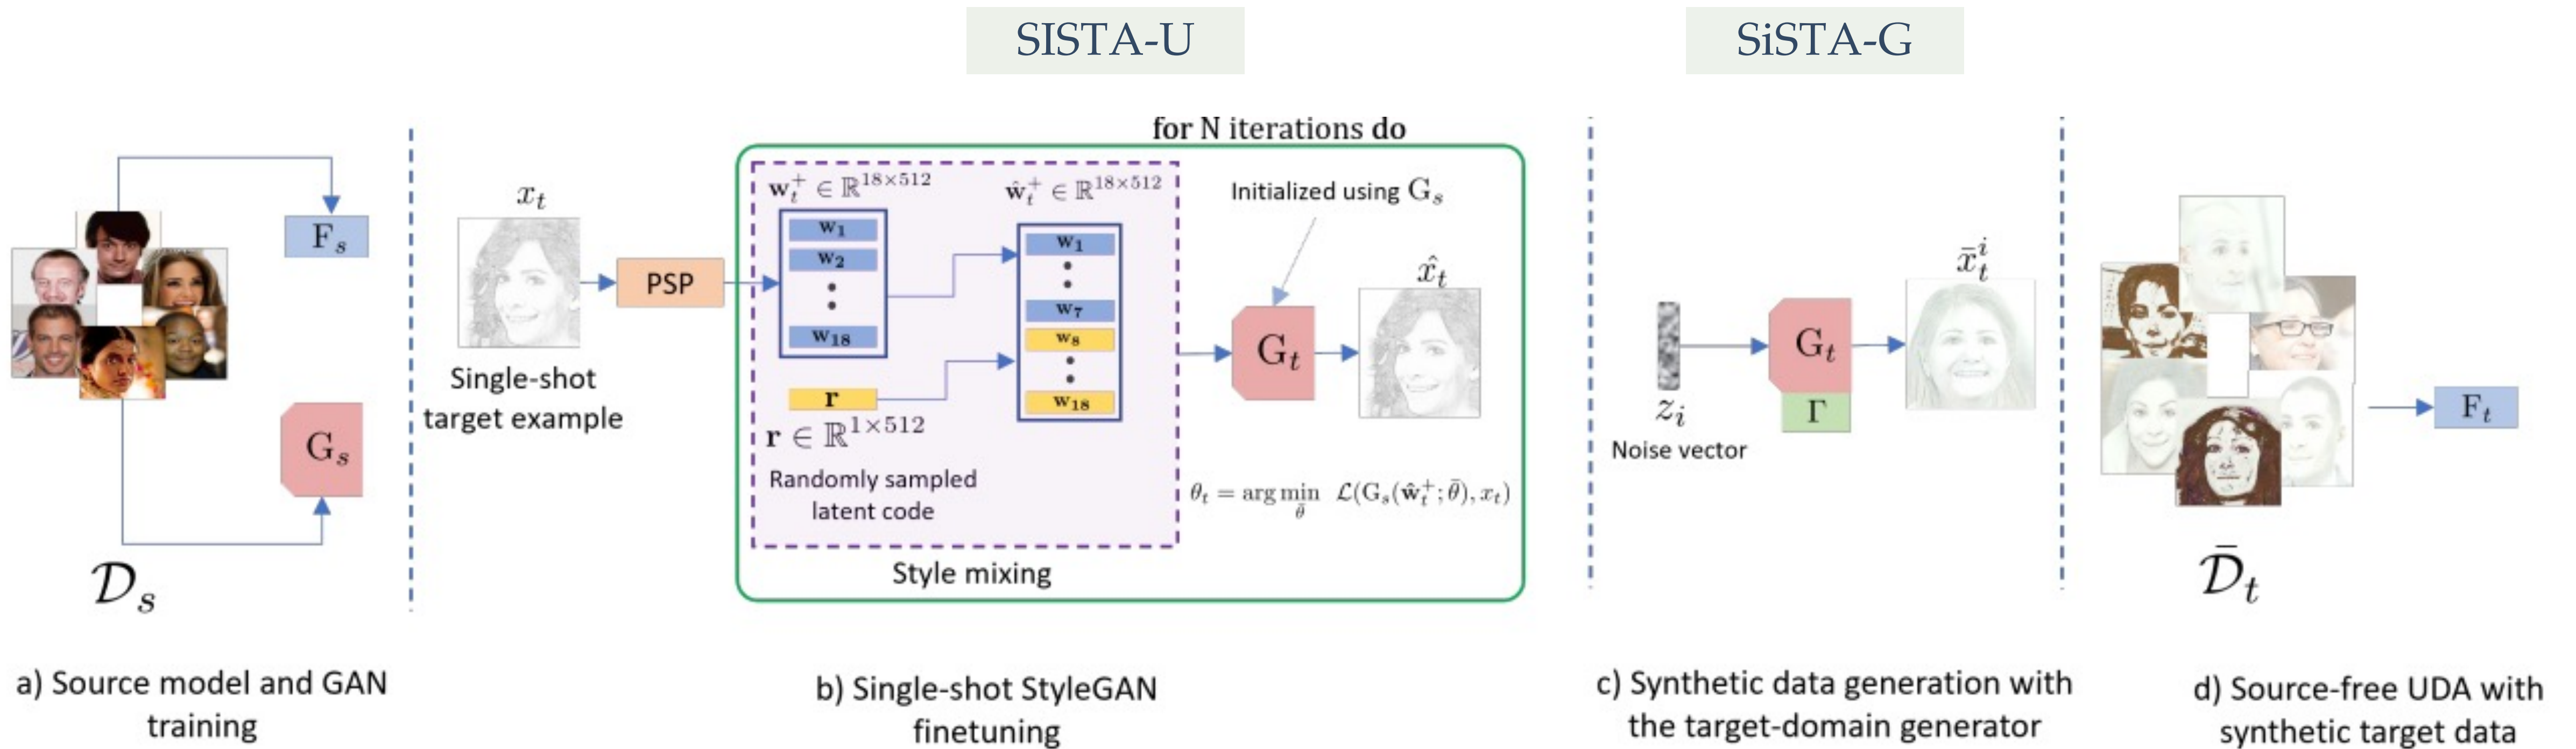 SISTA-U
SiSTA-G
for N iterations do
F_s
G_s
𝒟_s
a) Source model and GAN
training
x_t
Single-shot
target example
PSP
w_t^+ ∈ ℝ^{18×512}
w_1
w_2
w_18
r
r ∈ ℝ^{1×512}
Randomly sampled
latent code
ŵ_t^+ ∈ ℝ^{18×512}
w_1
w_7
w_8
w_18
Style mixing
Initialized using G_s
G_t
x̂_t
θ_t = arg min_θ̄ ℒ(G_s(ŵ_t^+; θ̄), x_t)
b) Single-shot StyleGAN
finetuning
z_i
Noise vector
G_t
Γ
x̄_t^i
c) Synthetic data generation with
the target-domain generator
𝒟̄_t
F_t
d) Source-free UDA with
synthetic target data